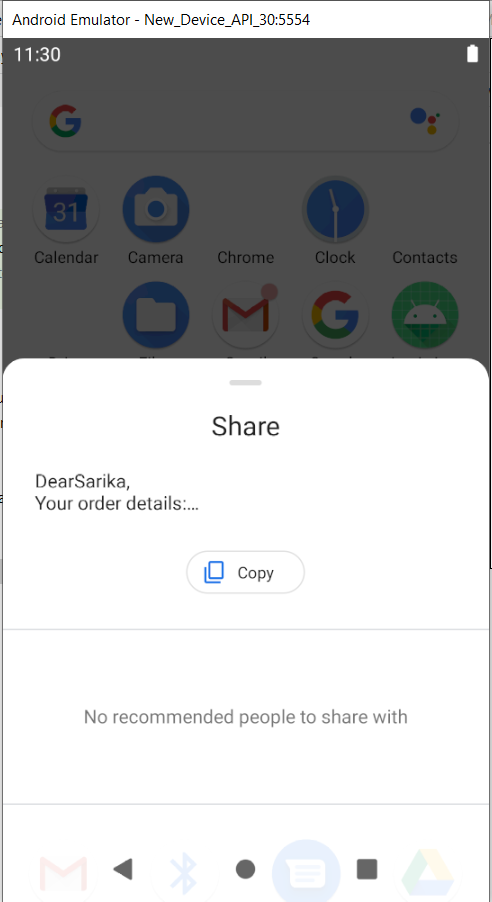 Android Emulator - New_Device_API_30:5554
11:30
31
Calendar
Camera
Chrome
Clock
Contacts
Share
DearSarika,
Your order details:...
Copy
No recommended people to share with